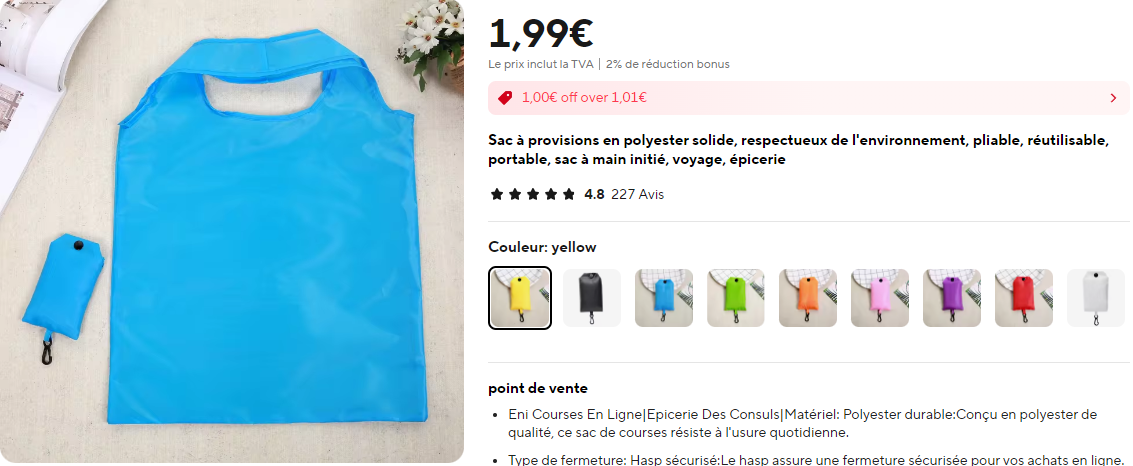 1,99€
Le prix inclut la TVA | 2% de réduction bonus
1,00€ off over 1,01€
Sac à provisions en polyester solide, respectueux de l'environnement, pliable, réutilisable,
portable, sac à main initié, voyage, épicerie
4.8 227 Avis
Couleur: yellow
point de vente
• Eni Courses En Ligne|Epicerie Des Consuls|Matériel: Polyester durable:Conçu en polyester de
qualité, ce sac de courses résiste à l'usure quotidienne.
• Type de fermeture: Hasp sécurisé:Le hasp assure une fermeture sécurisée pour vos achats en ligne.